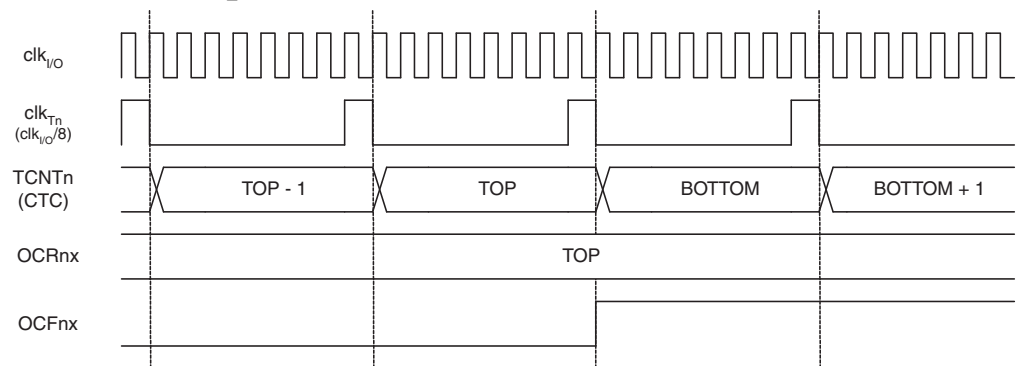 clkI/O
clkTn
(clkI/O/8)
TCNTn
(CTC)
TOP - 1
TOP
BOTTOM
BOTTOM + 1
OCRnx
TOP
OCFnx